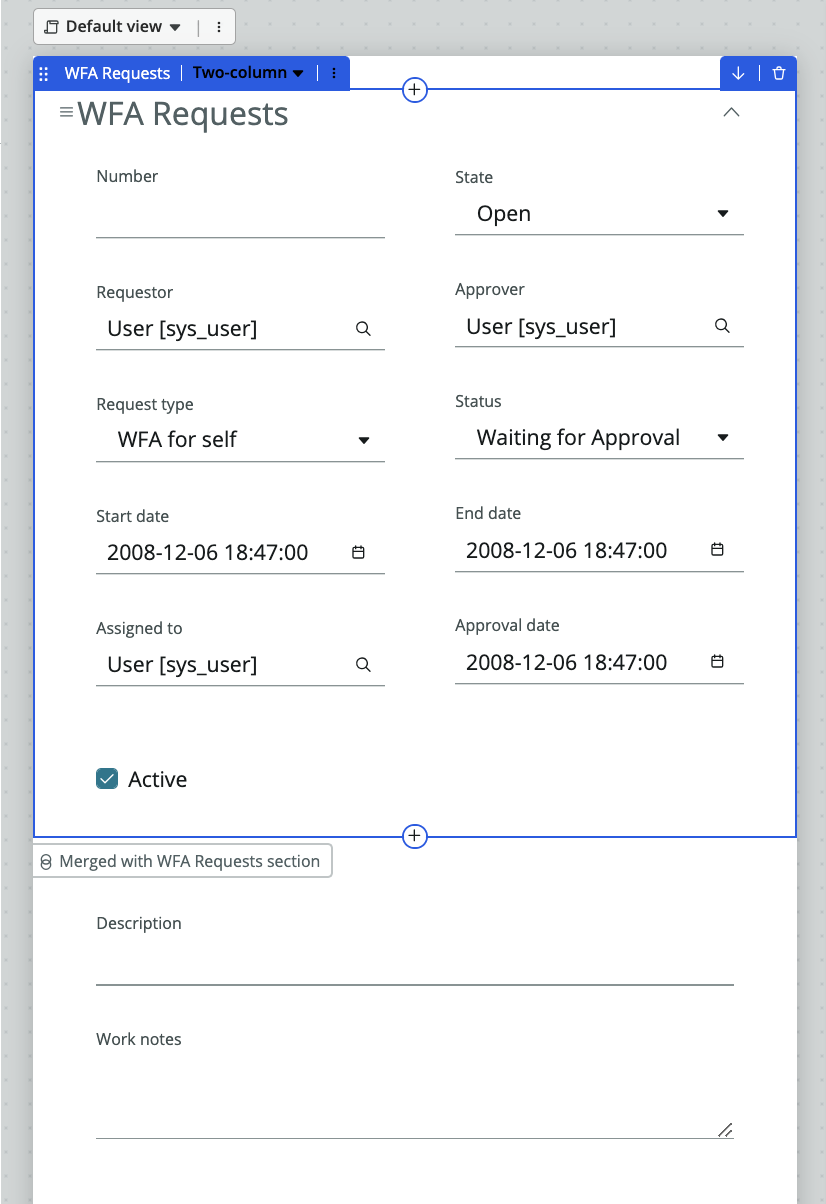 Default view
WFA Requests Two-column
WFA Requests
Number
State
Open
Requestor
User [sys_user]
Approver
User [sys_user]
Request type
WFA for self
Status
Waiting for Approval
Start date
2008-12-06 18:47:00
End date
2008-12-06 18:47:00
Assigned to
User [sys_user]
Approval date
2008-12-06 18:47:00
Active
Merged with WFA Requests section
Description
Work notes